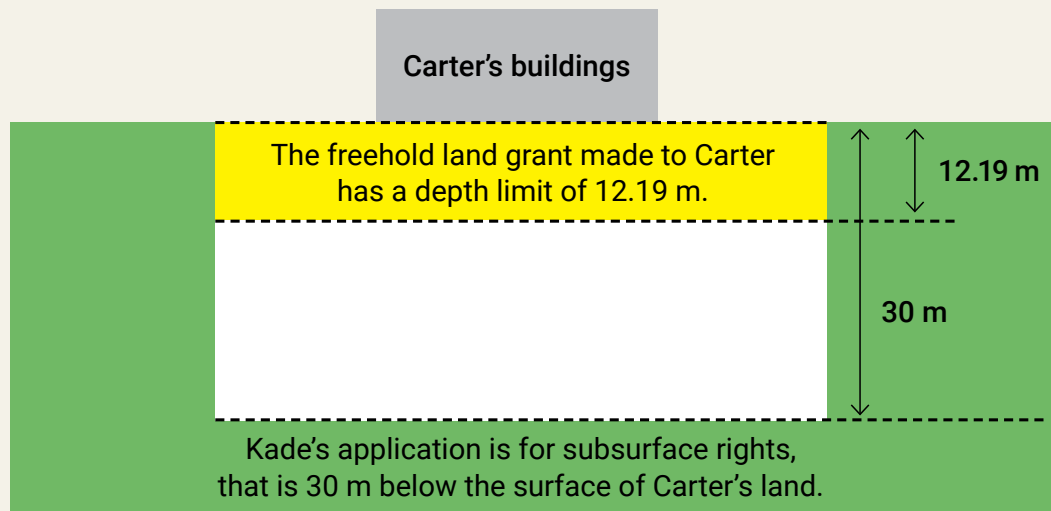 Carter’s buildings
The freehold land grant made to Carter
has a depth limit of 12.19 m.
12.19 m
30 m
Kade’s application is for subsurface rights,
that is 30 m below the surface of Carter’s land.